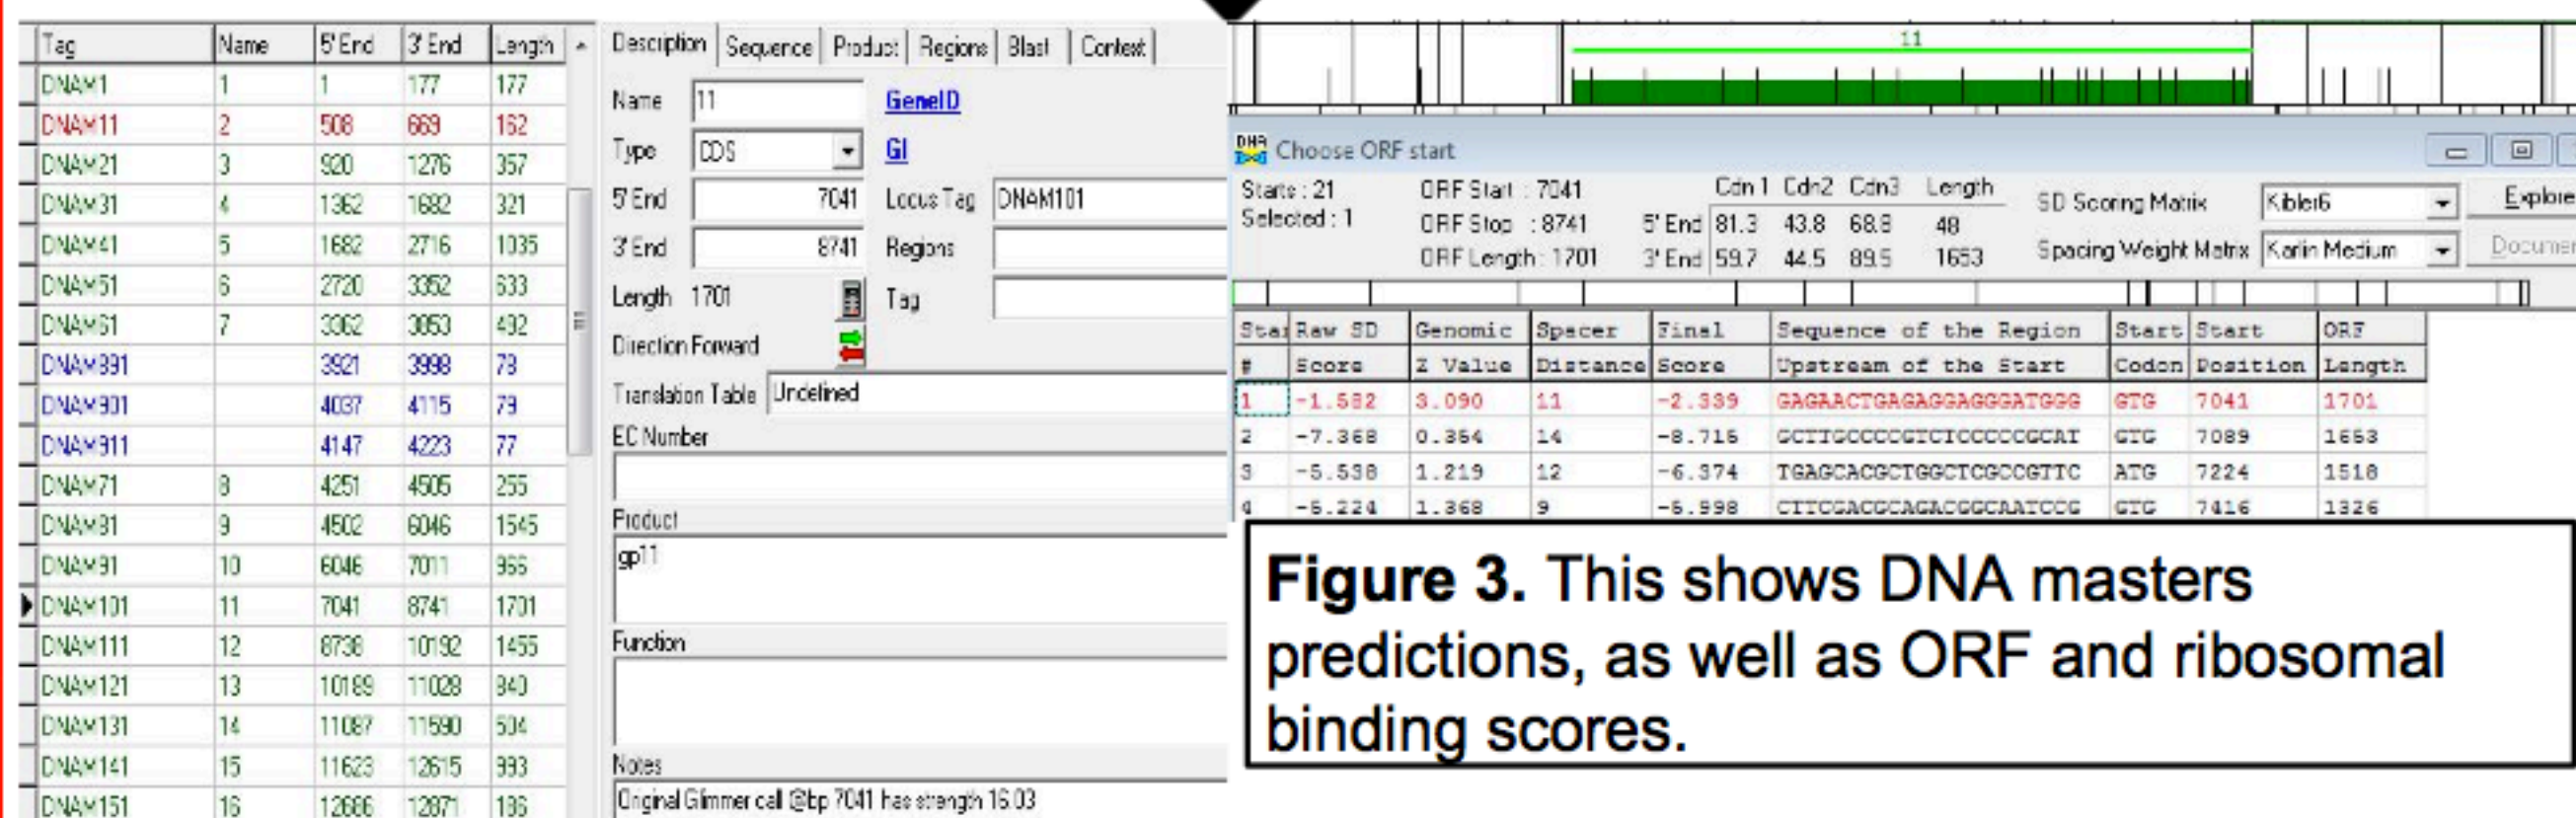 Tag Name 5' End 3' End Length
DNAM1 1 1 177 177
DNAM11 2 508 669 162
DNAM21 3 920 1276 357
DNAM31 4 1362 1682 321
DNAM41 5 1682 2716 1035
DNAM51 6 2720 3352 633
DNAM61 7 3362 3853 492
DNAM891 3921 3998 78
DNAM901 4037 4115 79
DNAM911 4147 4223 77
DNAM71 8 4251 4505 255
DNAM81 9 4502 6046 1545
DNAM91 10 6046 7011 966
DNAM101 11 7041 8741 1701
DNAM111 12 8738 10192 1455
DNAM121 13 10189 11028 840
DNAM131 14 11087 11590 504
DNAM141 15 11623 12615 993
DNAM151 16 12686 12871 186
Description Sequence Product Regions Blast Context
Name 11 GeneID
Type CDS GI
5' End 7041 Locus Tag DNAM101
3' End 8741 Regions
Length 1701 Tag
Direction Forward
Translation Table Undefined
EC Number
Product
gp11
Function
Notes
Original Glimmer call @bp 7041 has strength 16.03
11
DNA Choose ORF start
Starts : 21 ORF Start : 7041 Cdn1 Cdn2 Cdn3 Length SD Scoring Matrix Kibler6 Explore
Selected : 1 ORF Stop : 8741 5' End 81.3 43.8 68.8 48
ORF Length : 1701 3' End 59.7 44.5 89.5 1653 Spacing Weight Matrix Karlin Medium Documen
Star Raw SD Genomic Spacer Final Sequence of the Region Start Start ORF
# Score Z Value Distance Score Upstream of the Start Codon Position Length
1 -1.582 3.090 11 -2.339 GAGAACTGAGAGGAGGGATGGG GTG 7041 1701
2 -7.368 0.354 14 -8.715 GCTTGCCCCGTCTCCCCCGCAT GTG 7089 1653
3 -5.538 1.219 12 -6.374 TGAGCACGCTGGCTCGCCGTTC ATG 7224 1518
4 -5.224 1.368 9 -5.998 CTTCGACGCAGACGGCAATCCG GTG 7416 1326
Figure 3. This shows DNA masters
predictions, as well as ORF and ribosomal
binding scores.